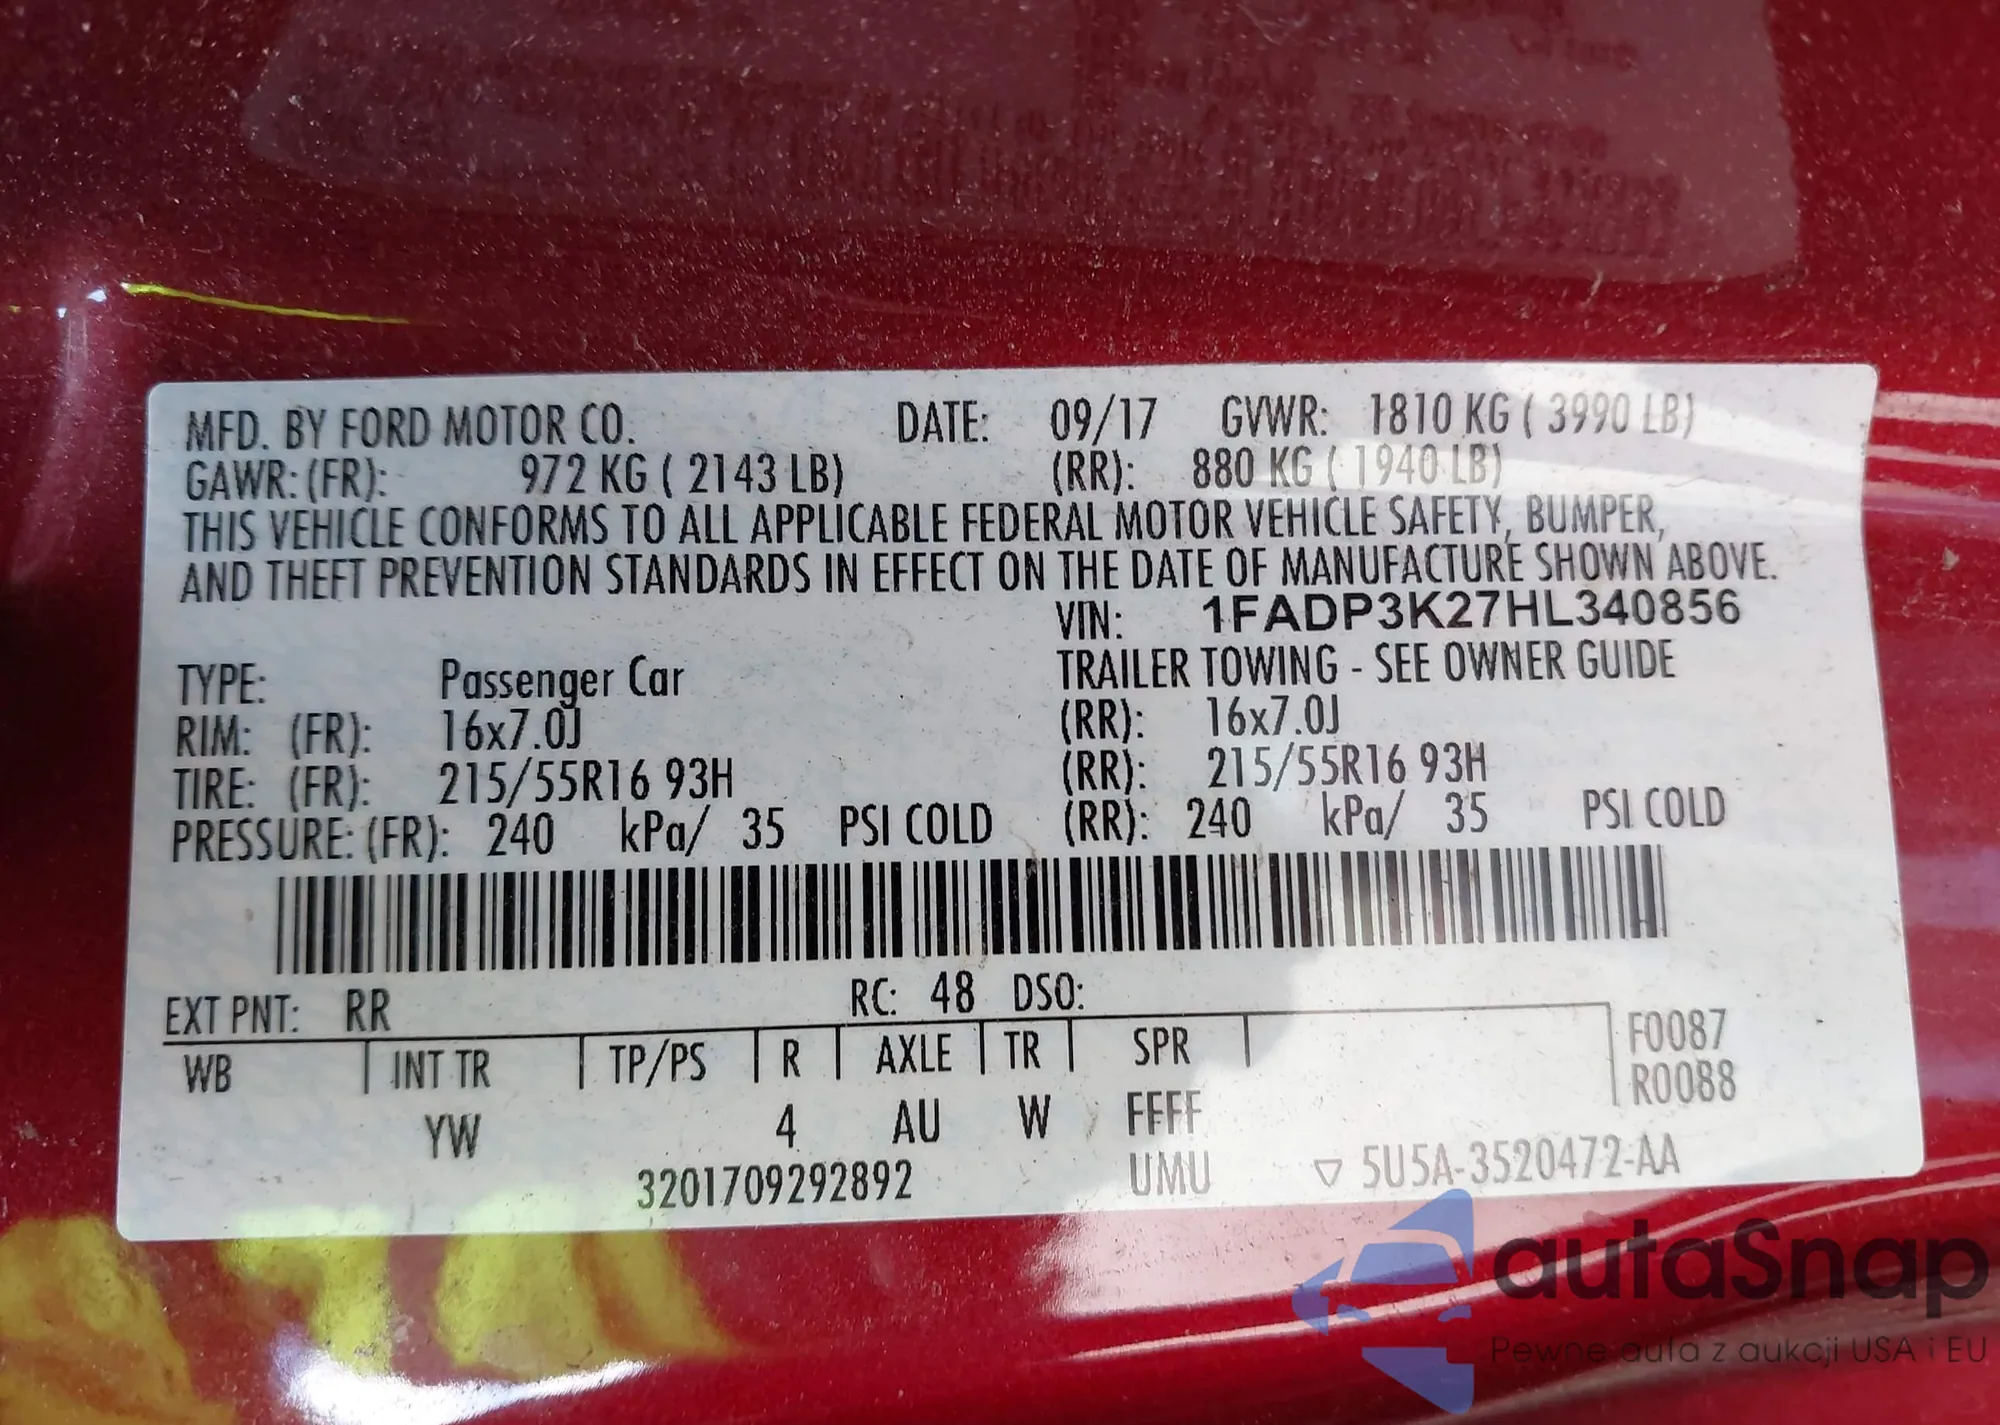 MFD. BY FORD MOTOR CO. DATE: 09/17 GVWR: 1810 KG ( 3990 LB)
GAWR: (FR): 972 KG ( 2143 LB) (RR): 880 KG ( 1940 LB)
THIS VEHICLE CONFORMS TO ALL APPLICABLE FEDERAL MOTOR VEHICLE SAFETY, BUMPER,
AND THEFT PREVENTION STANDARDS IN EFFECT ON THE DATE OF MANUFACTURE SHOWN ABOVE.
VIN: 1FADP3K27HL340856
TYPE: Passenger Car TRAILER TOWING - SEE OWNER GUIDE
RIM: (FR): 16x7.0J (RR): 16x7.0J
TIRE: (FR): 215/55R16 93H (RR): 215/55R16 93H
PRESSURE: (FR): 240 kPa/ 35 PSI COLD (RR): 240 kPa/ 35 PSI COLD
EXT PNT: RR RC: 48 DSO:
WB INT TR TP/PS R AXLE TR SPR F0087
R0088
YW 4 AU W FFFF
3201709292892 UMU ▽ 5U5A-3520472-AA
autaSnap
Pewne auta z aukcji USA i EU